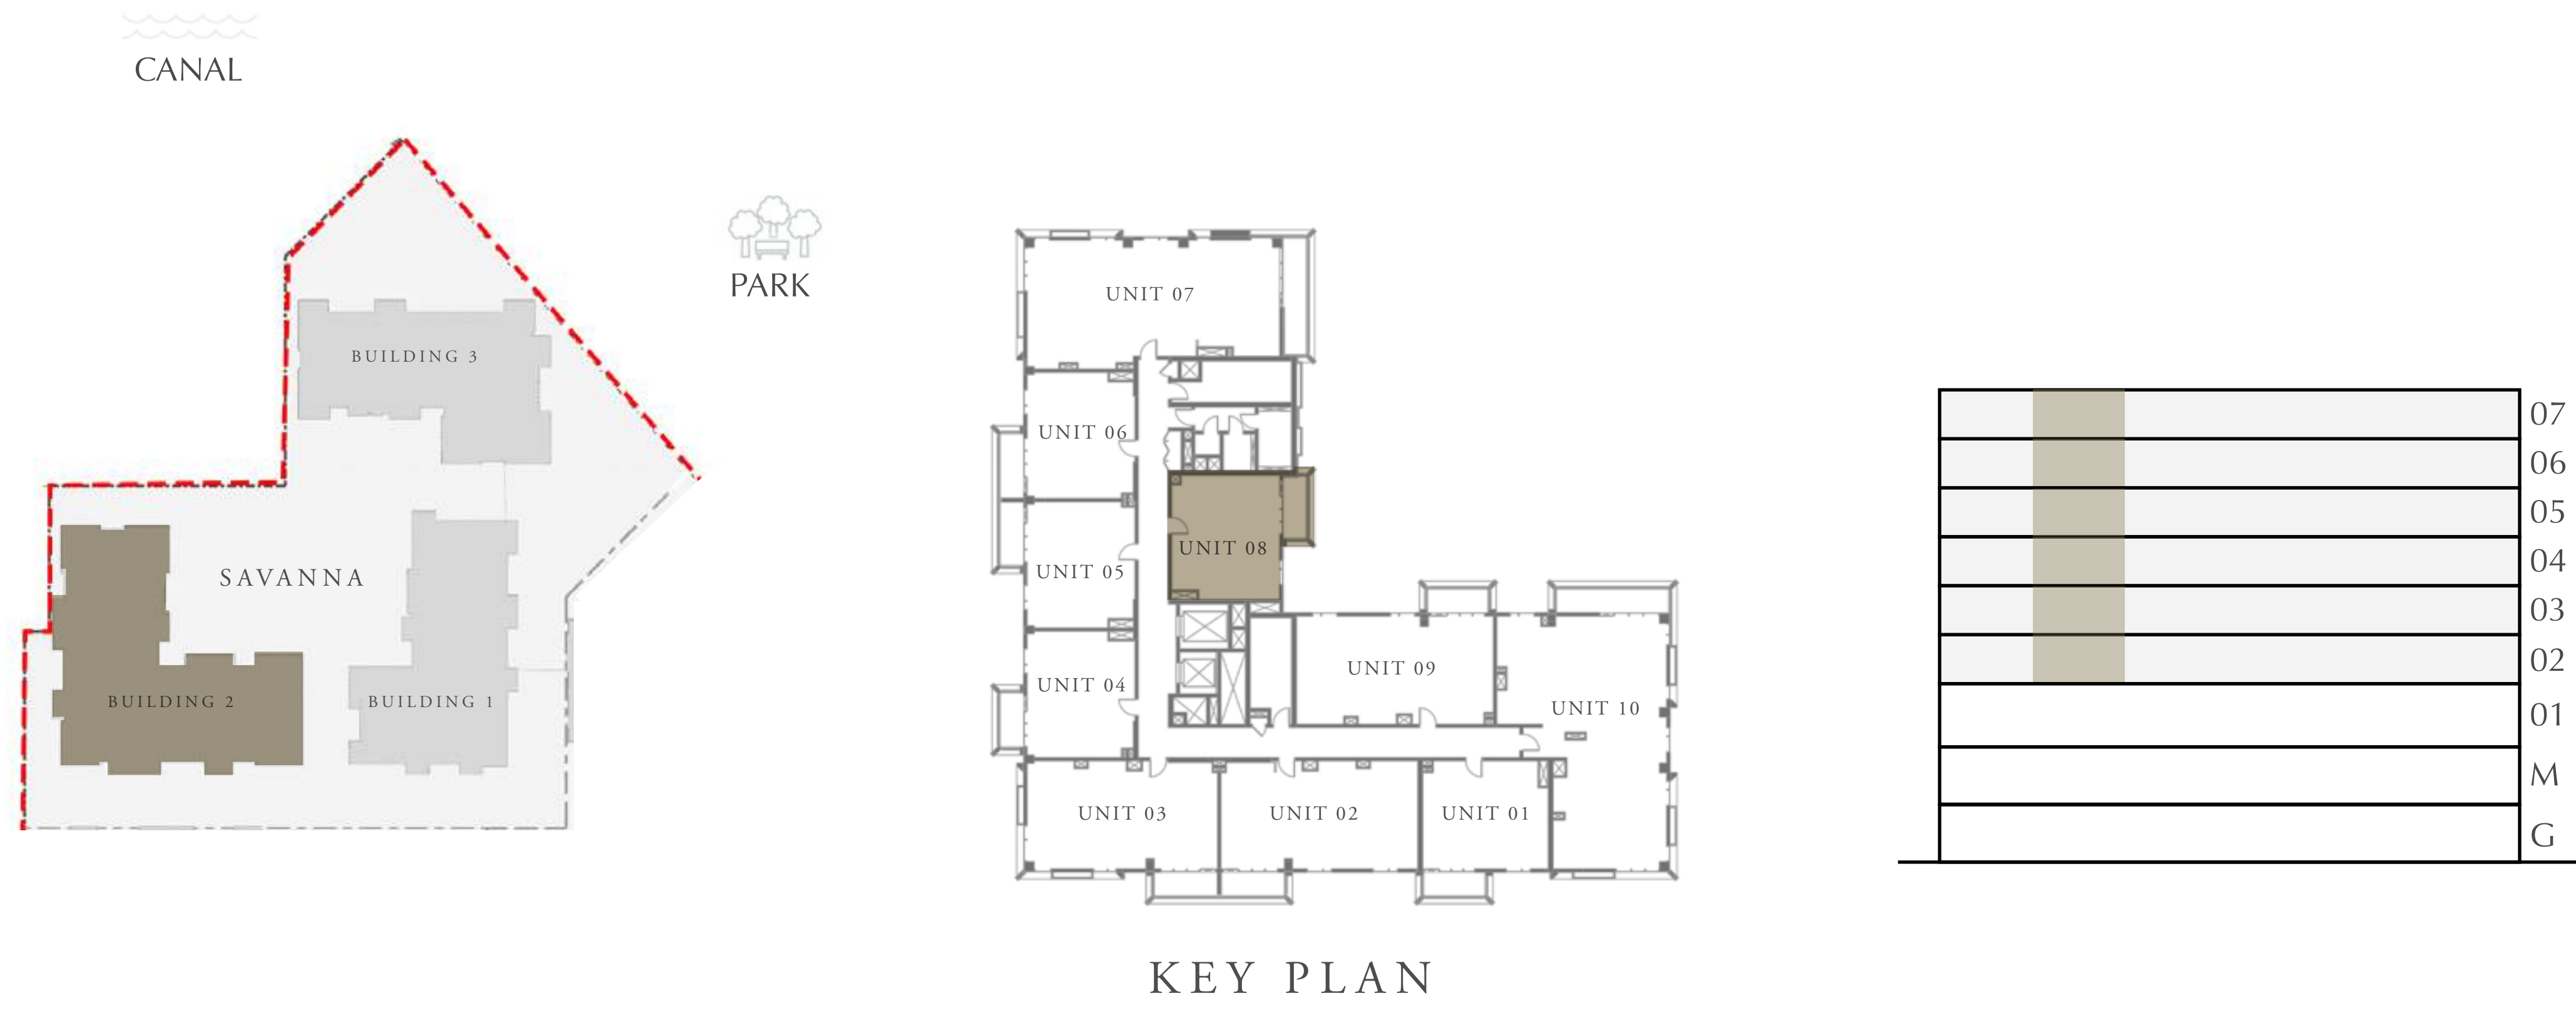 CANAL
PARK
BUILDING 3
SAVANNA
BUILDING 2
BUILDING 1
UNIT 07
UNIT 06
UNIT 08
UNIT 05
UNIT 09
UNIT 04
UNIT 10
UNIT 03
UNIT 02
UNIT 01
KEY PLAN
07
06
05
04
03
02
01
M
G